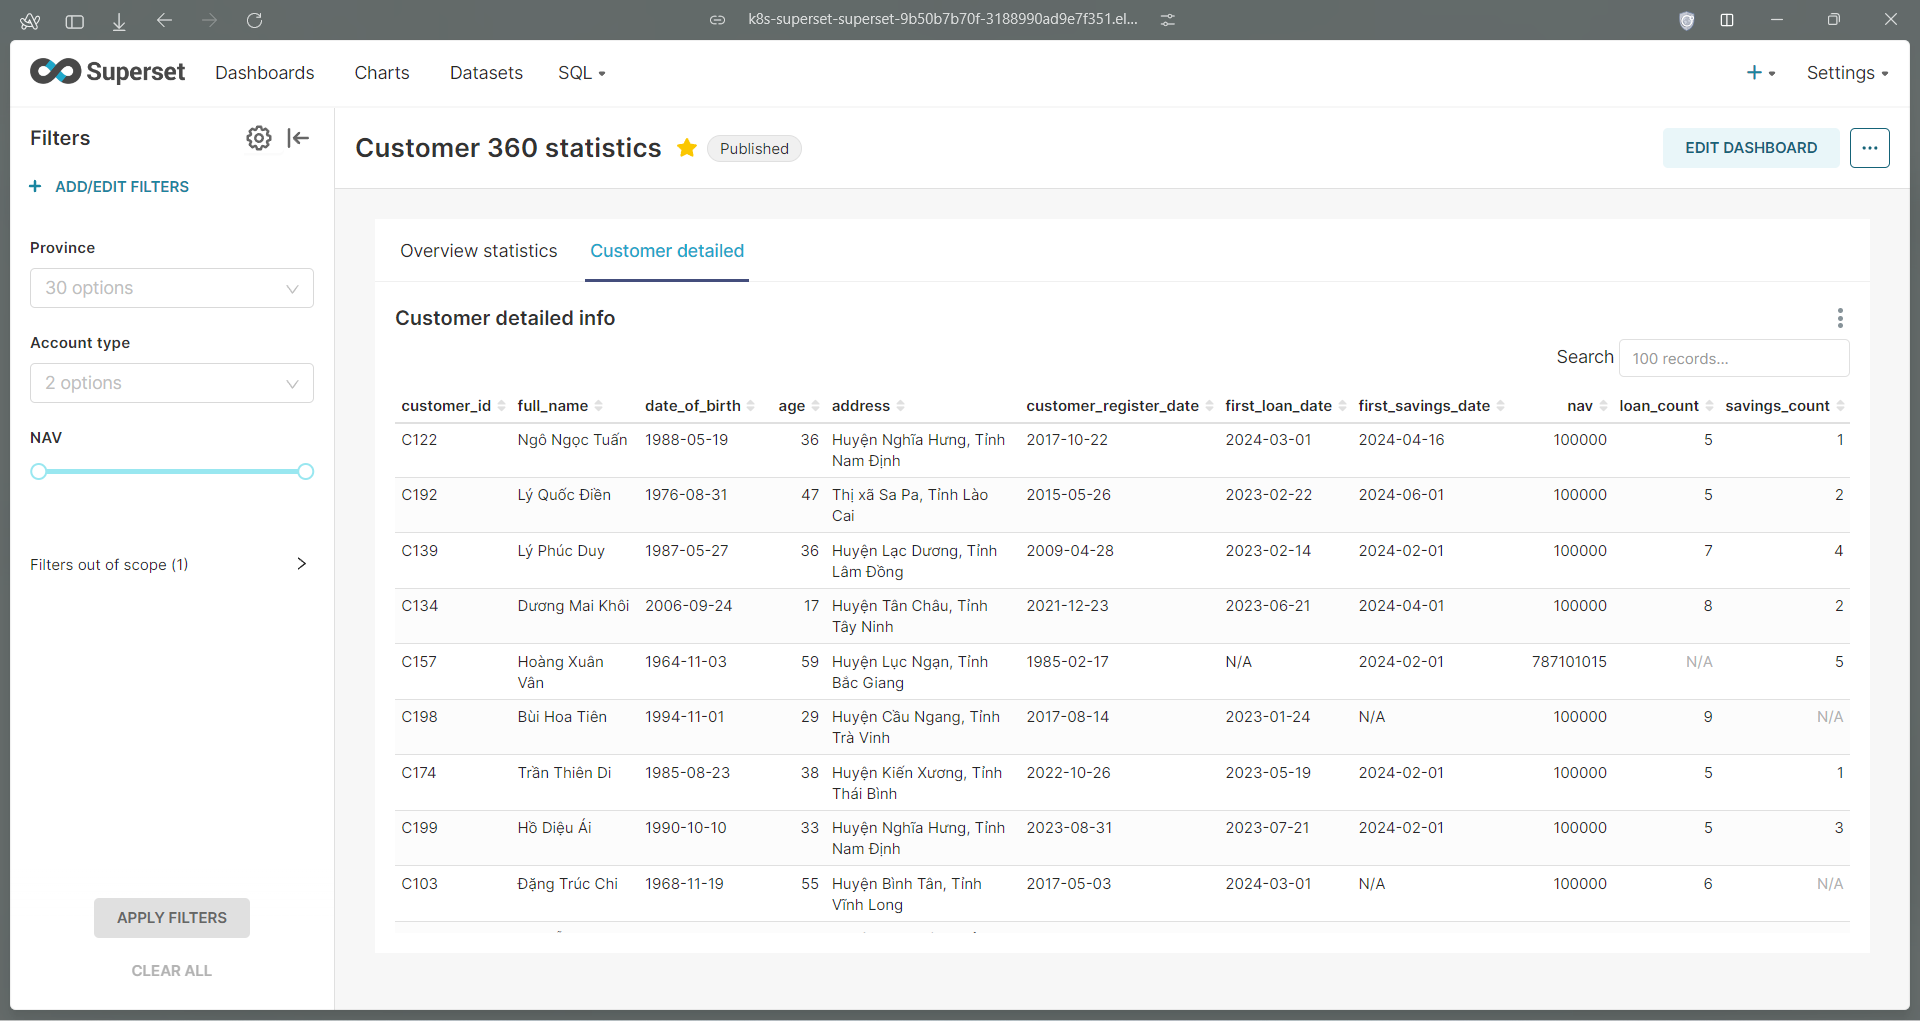 k8s-superset-superset-9b50b7b70f-3188990ad9e7f351.el...
Superset
Dashboards
Charts
Datasets
SQL
Settings
Filters
ADD/EDIT FILTERS
Province
30 options
Account type
2 options
NAV
Filters out of scope (1)
APPLY FILTERS
CLEAR ALL
Customer 360 statistics
Published
EDIT DASHBOARD
Overview statistics
Customer detailed
Customer detailed info
Search
100 records...
customer_id full_name date_of_birth age address customer_register_date first_loan_date first_savings_date nav loan_count savings_count
C122 Ngô Ngọc Tuấn 1988-05-19 36 Huyện Nghĩa Hưng, Tỉnh 2017-10-22 2024-03-01 2024-04-16 100000 5 1
Nam Định
C192 Lý Quốc Điền 1976-08-31 47 Thị xã Sa Pa, Tỉnh Lào 2015-05-26 2023-02-22 2024-06-01 100000 5 2
Cai
C139 Lý Phúc Duy 1987-05-27 36 Huyện Lạc Dương, Tỉnh 2009-04-28 2023-02-14 2024-02-01 100000 7 4
Lâm Đồng
C134 Dương Mai Khôi 2006-09-24 17 Huyện Tân Châu, Tỉnh 2021-12-23 2023-06-21 2024-04-01 100000 8 2
Tây Ninh
C157 Hoàng Xuân 1964-11-03 59 Huyện Lục Ngạn, Tỉnh 1985-02-17 N/A 2024-02-01 787101015 N/A 5
Vân Bắc Giang
C198 Bùi Hoa Tiên 1994-11-01 29 Huyện Cầu Ngang, Tỉnh 2017-08-14 2023-01-24 N/A 100000 9 N/A
Trà Vinh
C174 Trần Thiên Di 1985-08-23 38 Huyện Kiến Xương, Tỉnh 2022-10-26 2023-05-19 2024-02-01 100000 5 1
Thái Bình
C199 Hồ Diệu Ái 1990-10-10 33 Huyện Nghĩa Hưng, Tỉnh 2023-08-31 2023-07-21 2024-02-01 100000 5 3
Nam Định
C103 Đặng Trúc Chi 1968-11-19 55 Huyện Bình Tân, Tỉnh 2017-05-03 2024-03-01 N/A 100000 6 N/A
Vĩnh Long